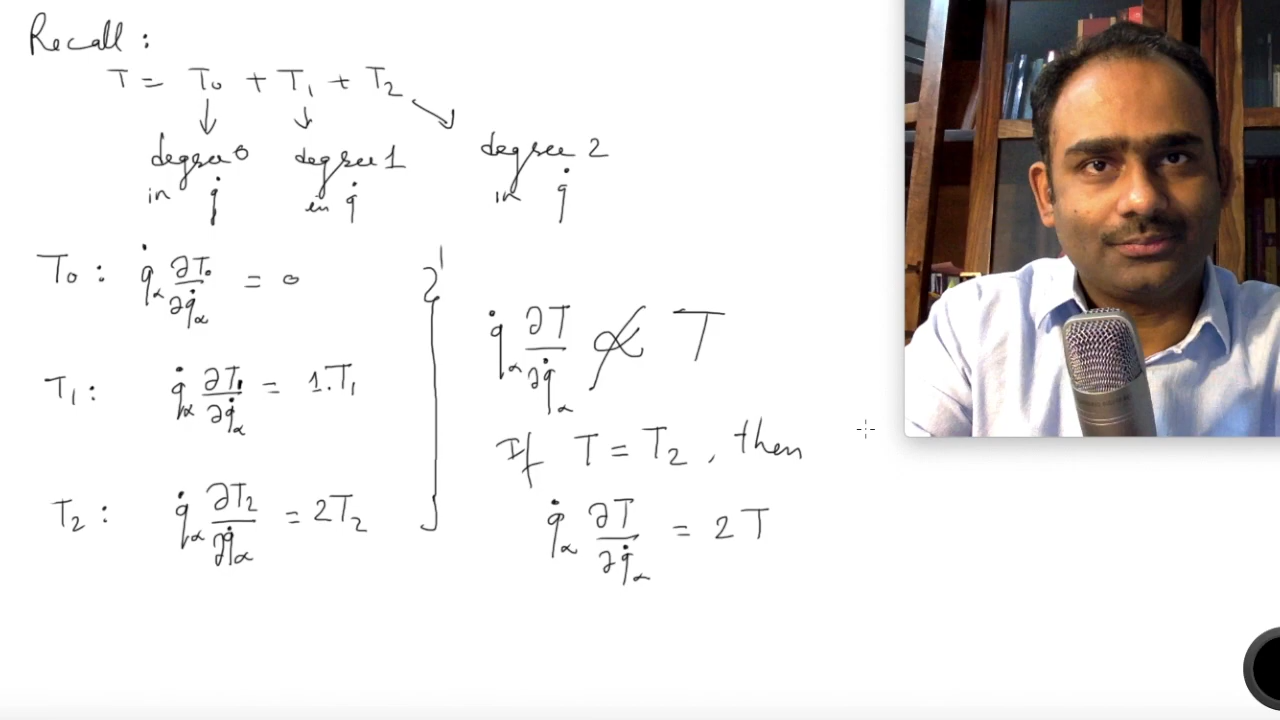 Recall :
T = T₀ + T₁ + T₂
↓ ↓ ↘
degree 0 degree 1 degree 2
in q̇ in q̇ in q̇
T₀ : q̇_α ∂T₀/∂q̇_α = 0
T₁ : q̇_α ∂T₁/∂q̇_α = 1.T₁
T₂ : q̇_α ∂T₂/∂q̇_α = 2T₂
q̇_α ∂T/∂q̇_α ∝̸ T
If T = T₂ , then
q̇_α ∂T/∂q̇_α = 2T